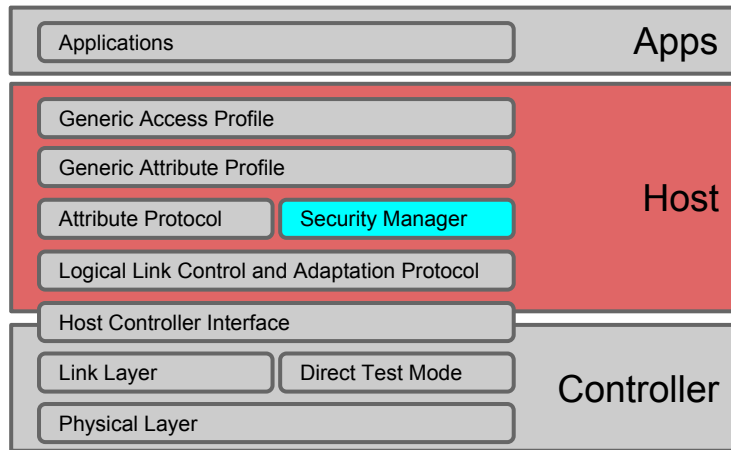 Applications
Apps
Generic Access Profile
Generic Attribute Profile
Attribute Protocol
Security Manager
Host
Logical Link Control and Adaptation Protocol
Host Controller Interface
Link Layer
Direct Test Mode
Controller
Physical Layer